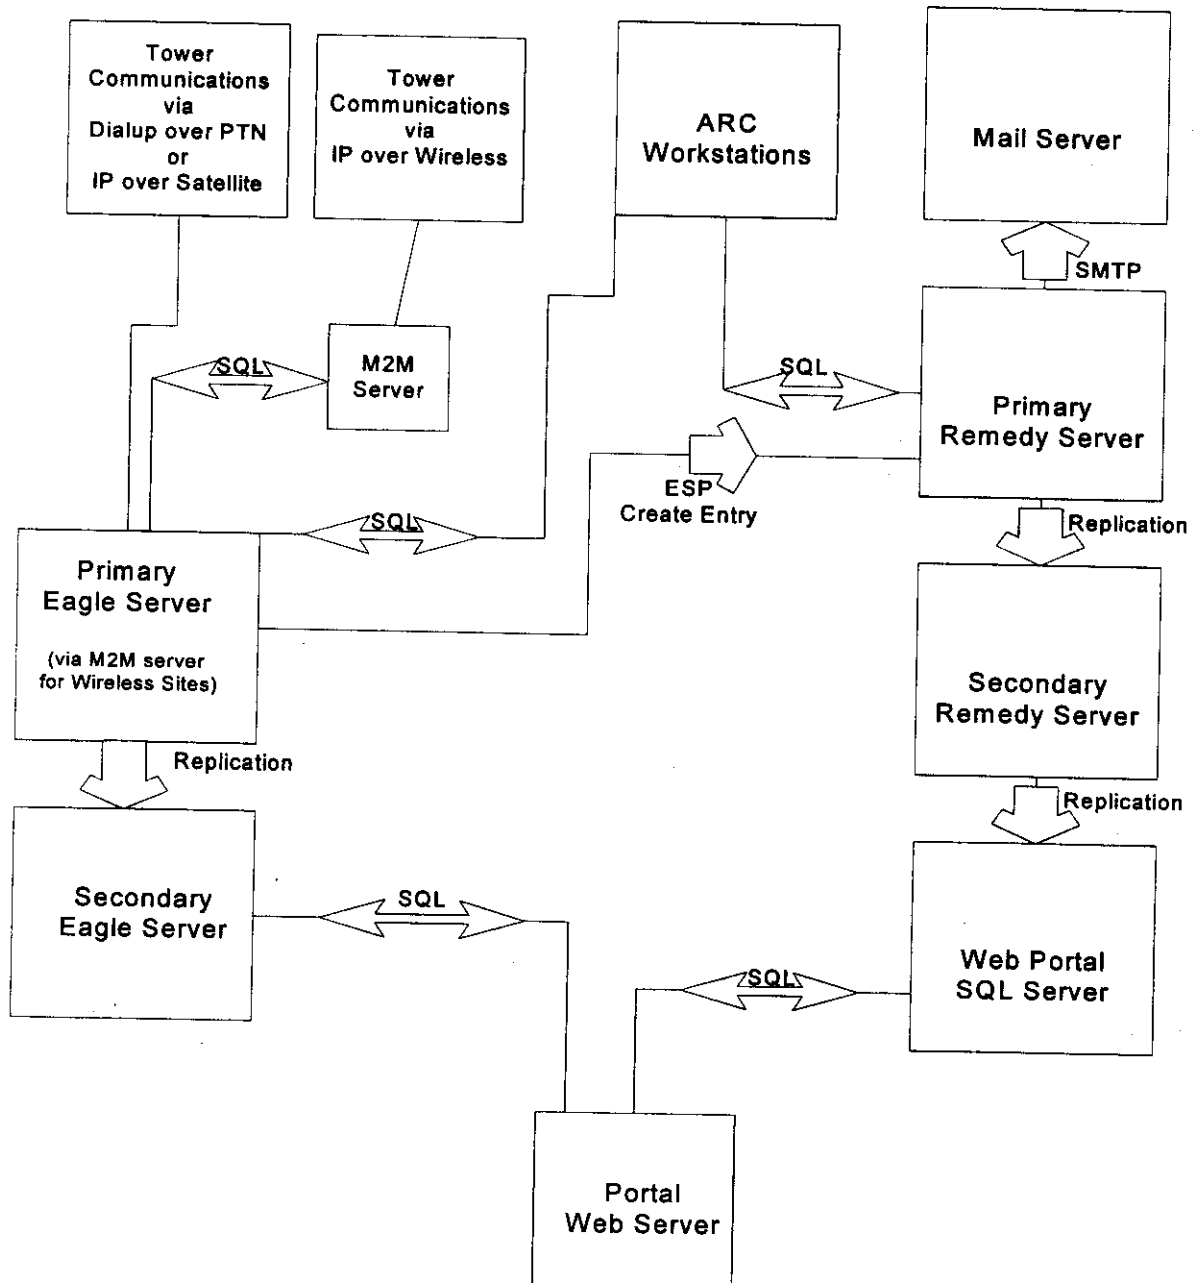 Tower
Communications
via
Dialup over PTN
or
IP over Satellite
Tower
Communications
via
IP over Wireless
ARC
Workstations
Mail Server
SMTP
SQL
M2M
Server
SQL
Primary
Remedy Server
ESP
Create Entry
SQL
Replication
Primary
Eagle Server
(via M2M server
for Wireless Sites)
Secondary
Remedy Server
Replication
Replication
Secondary
Eagle Server
SQL
Web Portal
SQL Server
SQL
Portal
Web Server